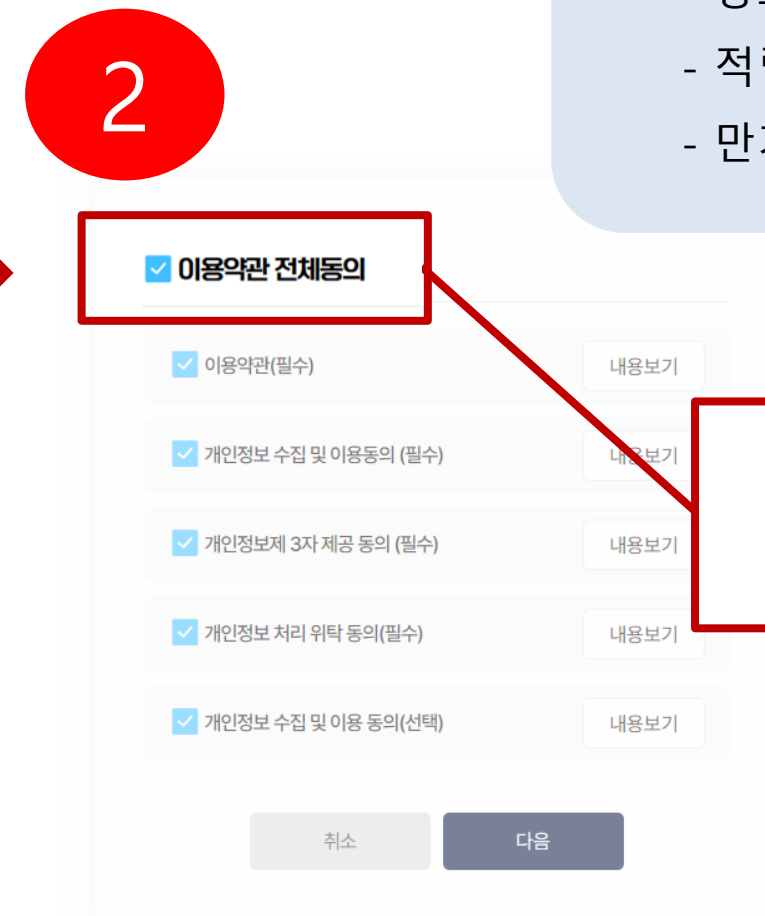 2
-
- 만
이용약관 전체동의
이용약관(필수) 내용보기
개인정보 수집 및 이용동의 (필수) 내용보기
개인정보제 3자 제공 동의 (필수) 내용보기
개인정보 처리 위탁 동의(필수) 내용보기
개인정보 수집 및 이용 동의(선택) 내용보기
취소 다음